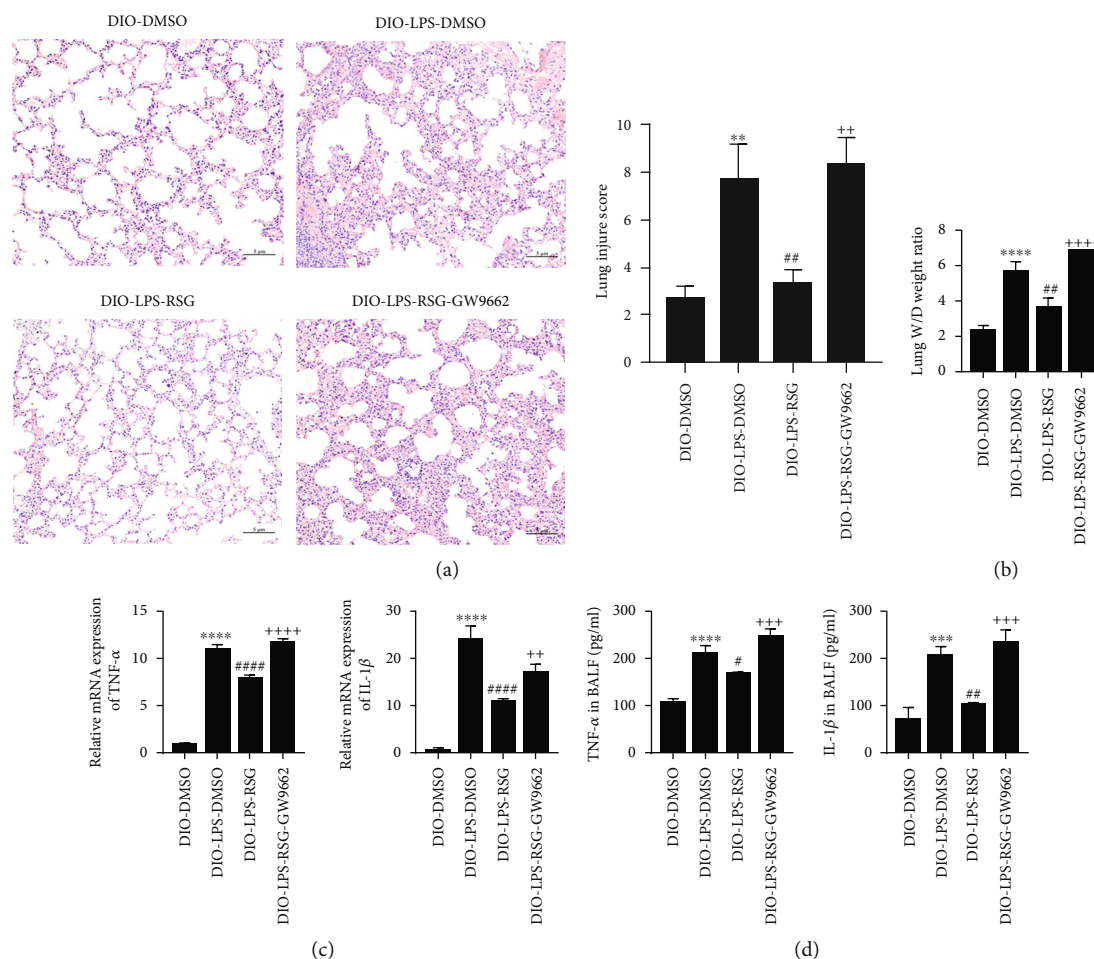 DIO-DMSO
DIO-LPS-DMSO
5 μm
5 μm
DIO-LPS-RSG
DIO-LPS-RSG-GW9662
5 μm
5 μm
(a)
Lung injure score
10
8
6
4
2
0
**
##
++
DIO-DMSO
DIO-LPS-DMSO
DIO-LPS-RSG
DIO-LPS-RSG-GW9662
Lung W/D weight ratio
8
6
4
2
0
****
##
++++
DIO-DMSO
DIO-LPS-DMSO
DIO-LPS-RSG
DIO-LPS-RSG-GW9662
(b)
Relative mRNA expression
of TNF-α
15
10
5
0
****
####
++++
DIO-DMSO
DIO-LPS-DMSO
DIO-LPS-RSG
DIO-LPS-RSG-GW9662
Relative mRNA expression
of IL-1β
30
20
10
0
****
####
++
DIO-DMSO
DIO-LPS-DMSO
DIO-LPS-RSG
DIO-LPS-RSG-GW9662
(c)
TNF-α in BALF (pg/ml)
300
200
100
0
****
#
+++
DIO-DMSO
DIO-LPS-DMSO
DIO-LPS-RSG
DIO-LPS-RSG-GW9662
IL-1β in BALF (pg/ml)
300
200
100
0
***
##
+++
DIO-DMSO
DIO-LPS-DMSO
DIO-LPS-RSG
DIO-LPS-RSG-GW9662
(d)